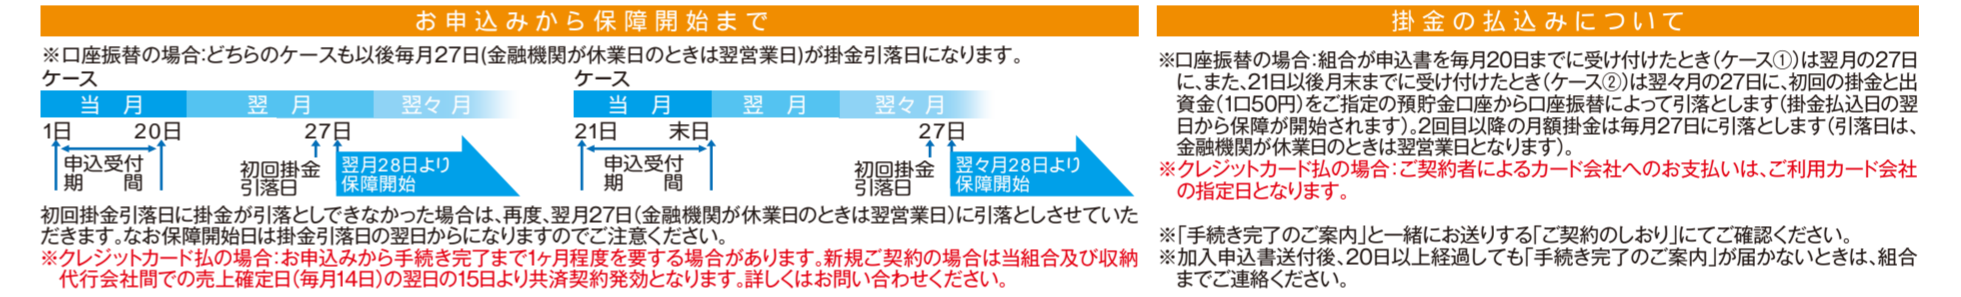 お申込みから保障開始まで
※口座振替の場合:どちらのケースも以後毎月27日(金融機関が休業日のときは翌営業日)が掛金引落日になります。
ケース
当月 翌月 翌々月
1日 20日 27日
申込受付
期間
初回掛金
引落日
翌月28日より
保障開始
ケース
当月 翌月 翌々月
21日 末日 27日
申込受付
期間
初回掛金
引落日
翌々月28日より
保障開始
初回掛金引落日に掛金が引落としできなかった場合は、再度、翌月27日(金融機関が休業日のときは翌営業日)に引落としさせていた
だきます。なお保障開始日は掛金引落日の翌日からになりますのでご注意ください。
※クレジットカード払の場合:お申込みから手続き完了まで1ヶ月程度を要する場合があります。新規ご契約の場合は当組合及び収納
代行会社間での売上確定日(毎月14日)の翌日の15日より共済契約発効となります。詳しくはお問い合わせください。
掛金の払込みについて
※口座振替の場合:組合が申込書を毎月20日までに受け付けたとき(ケース①)は翌月の27日
に、また、21日以後月末までに受け付けたとき(ケース②)は翌々月の27日に、初回の掛金と出
資金(1口50円)をご指定の預貯金口座から口座振替によって引落とします(掛金払込日の翌
日から保障が開始されます)。2回目以降の月額掛金は毎月27日に引落とします(引落日は、
金融機関が休業日のときは翌営業日となります)。
※クレジットカード払の場合:ご契約者によるカード会社へのお支払いは、ご利用カード会社
の指定日となります。
※「手続き完了のご案内」と一緒にお送りする「ご契約のしおり」にてご確認ください。
※加入申込書送付後、20日以上経過しても「手続き完了のご案内」が届かないときは、組合
までご連絡ください。